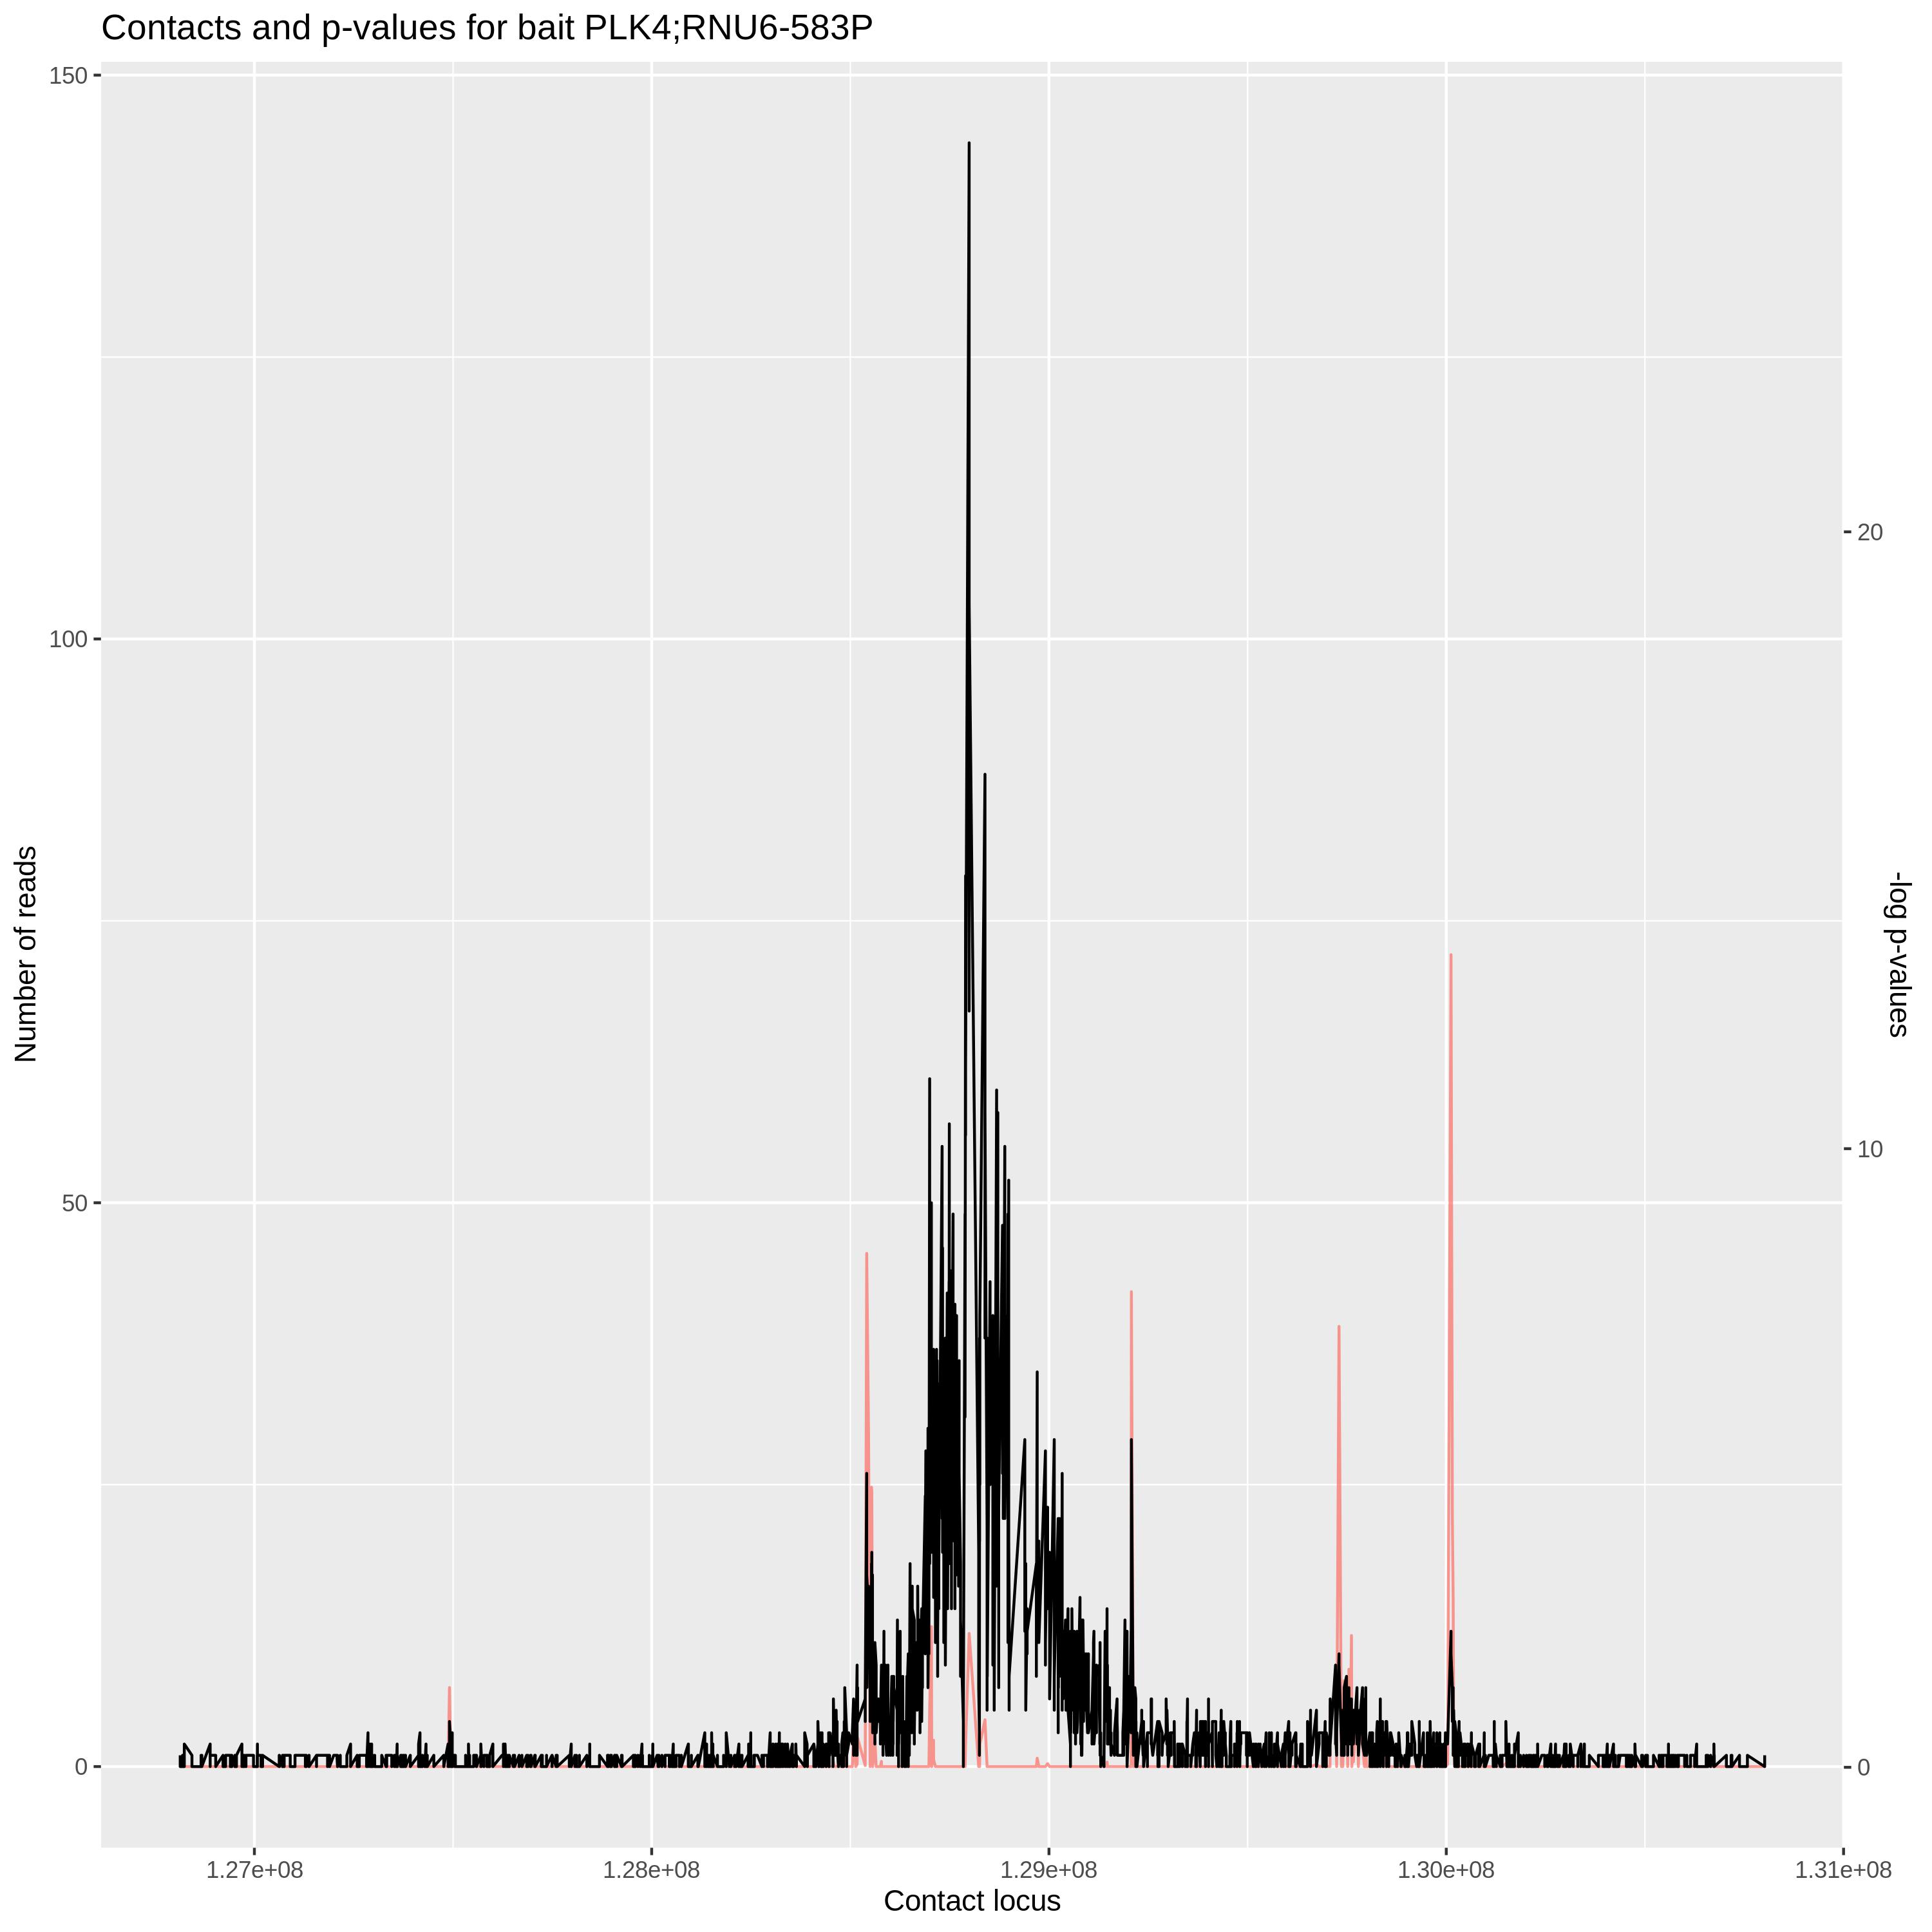 Contacts and p-values for bait PLK4;RNU6-583P
150
100
50
0
Number of reads
20
10
0
-log p-values
1.27e+08
1.28e+08
1.29e+08
1.30e+08
1.31e+08
Contact locus